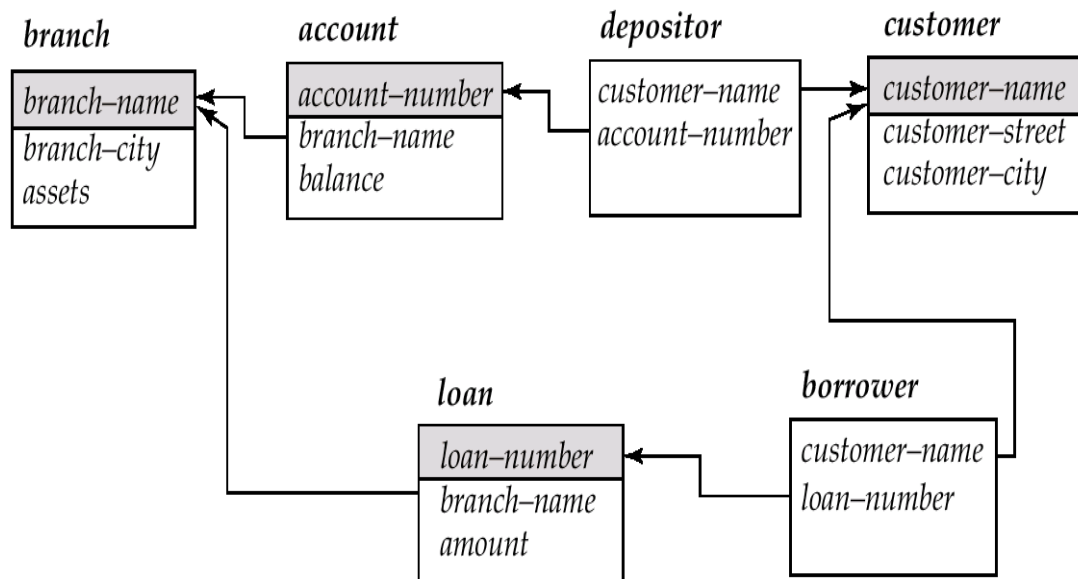 branch
branch–name
branch–city
assets
account
account–number
branch–name
balance
depositor
customer–name
account–number
customer
customer–name
customer–street
customer–city
loan
loan–number
branch–name
amount
borrower
customer–name
loan–number